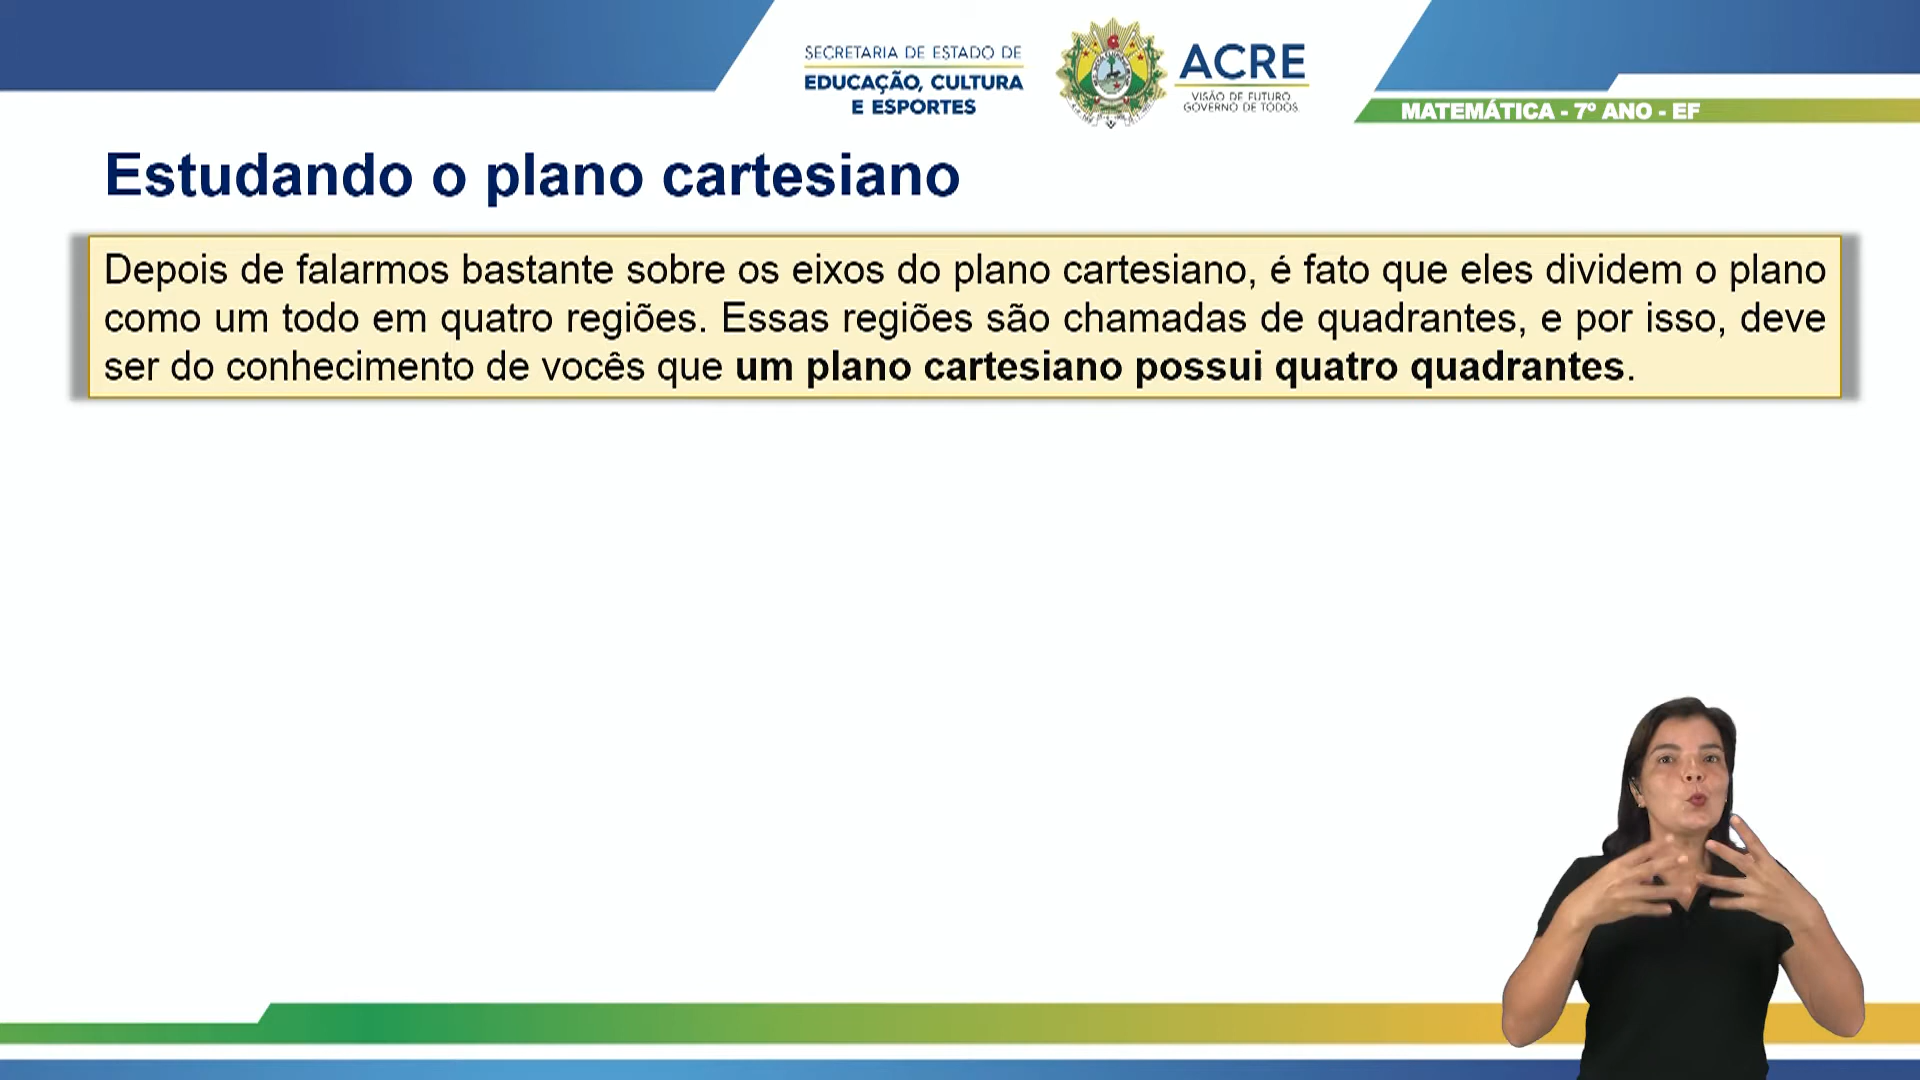 SECRETARIA DE ESTADO DE
EDUCAÇÃO, CULTURA
E ESPORTES
ACRE
VISÃO DE FUTURO
GOVERNO DE TODOS
MATEMÁTICA - 7º ANO - EF
Estudando o plano cartesiano
Depois de falarmos bastante sobre os eixos do plano cartesiano, é fato que eles dividem o plano
como um todo em quatro regiões. Essas regiões são chamadas de quadrantes, e por isso, deve
ser do conhecimento de vocês que um plano cartesiano possui quatro quadrantes.